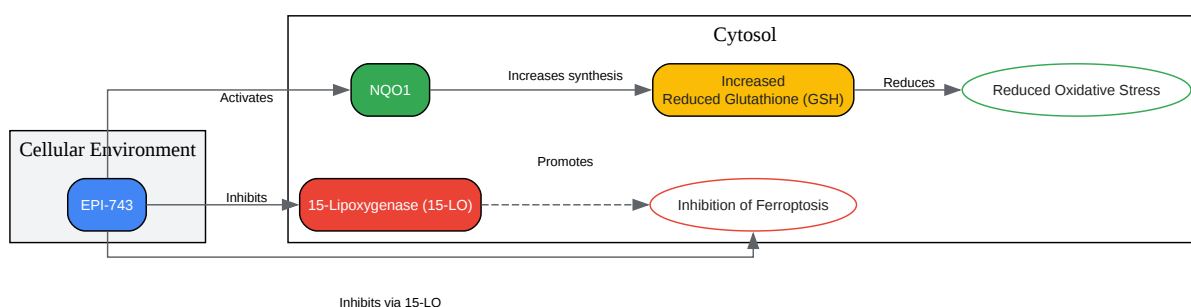 Cytosol
Activates
NQO1
Increases synthesis
Increased
Reduced Glutathione (GSH)
Reduces
Reduced Oxidative Stress
Cellular Environment
EPI-743
Inhibits
15-Lipoxygenase (15-LO)
Promotes
Inhibition of Ferroptosis
Inhibits via 15-LO